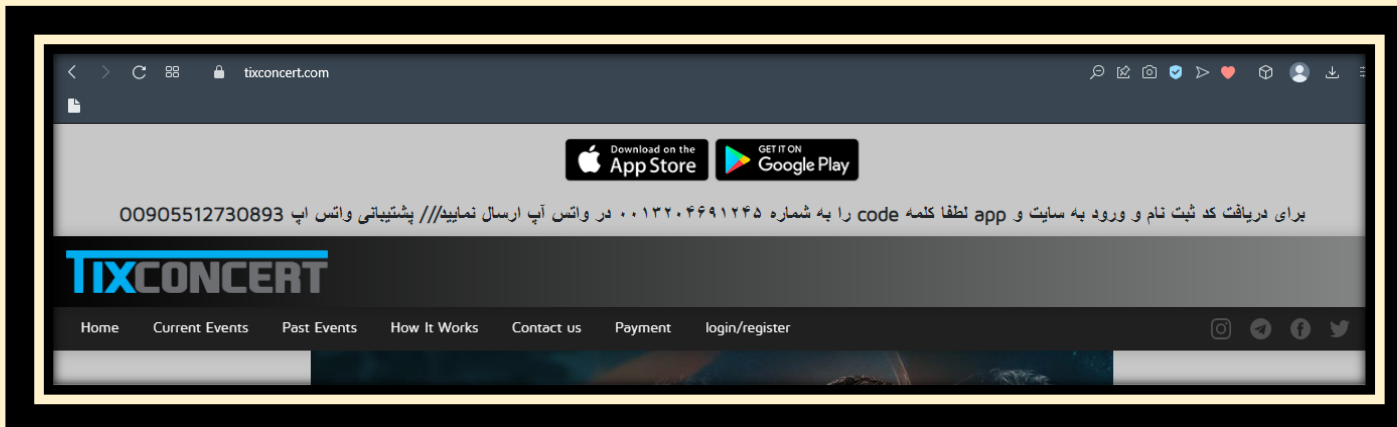 tixconcert.com
Download on the App Store
GET IT ON Google Play
برای دریافت کد ثبت نام و ورود به سایت و app لطفا کلمه code را به شماره ۰۰۱۳۲۰۴۶۹۱۲۴۵ در واتس آپ ارسال نمایید/// پشتیبانی واتس اپ 00905512730893
TIXCONCERT
Home Current Events Past Events How It Works Contact us Payment login/register